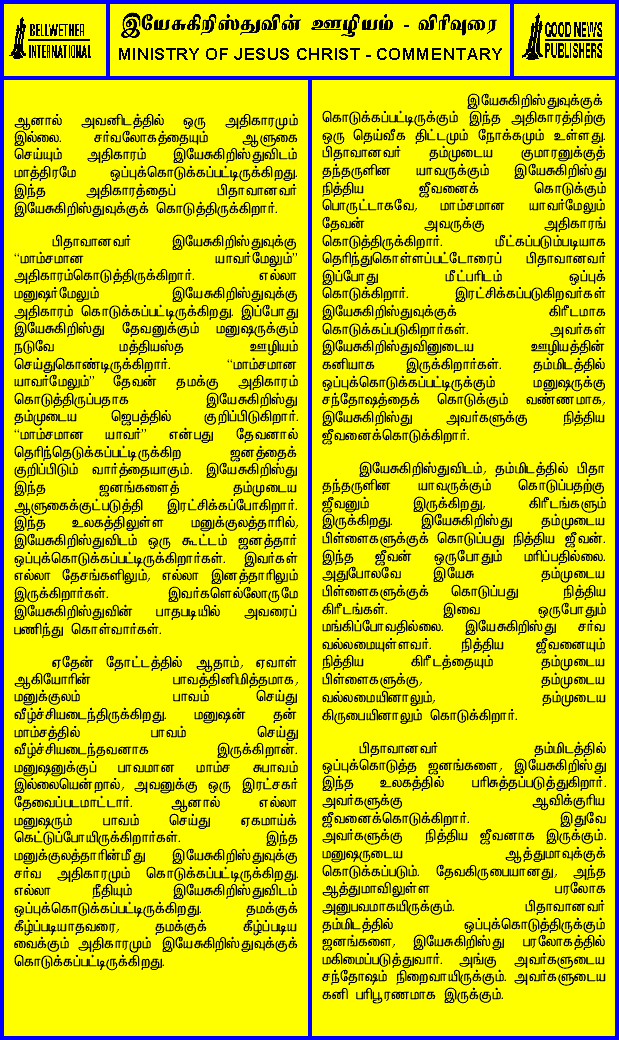 BELLWETHER
INTERNATIONAL
இயேசுகிறிஸ்துவின் ஊழியம் - விரிவுரை
MINISTRY OF JESUS CHRIST - COMMENTARY
GOOD NEWS
PUBLISHERS
ஆனால் அவனிடத்தில் ஒரு அதிகாரமும்
இல்லை. சர்வலோகத்தையும் ஆளுகை
செய்யும் அதிகாரம் இயேசுகிறிஸ்துவிடம்
மாத்திரமே ஒப்புக்கொடுக்கப்பட்டிருக்கிறது.
இந்த அதிகாரத்தைப் பிதாவானவர்
இயேசுகிறிஸ்துவுக்குக் கொடுத்திருக்கிறார்.
பிதாவானவர் இயேசுகிறிஸ்துவுக்கு
“மாம்சமான யாவர்மேலும்”
அதிகாரம்கொடுத்திருக்கிறார். எல்லா
மனுஷர்மேலும் இயேசுகிறிஸ்துவுக்கு
அதிகாரம் கொடுக்கப்பட்டிருக்கிறது. இப்போது
இயேசுகிறிஸ்து தேவனுக்கும் மனுஷருக்கும்
நடுவே மத்தியஸ்த ஊழியம்
செய்துகொண்டிருக்கிறார். “மாம்சமான
யாவர்மேலும்” தேவன் தமக்கு அதிகாரம்
கொடுத்திருப்பதாக இயேசுகிறிஸ்து
தம்முடைய ஜெபத்தில் குறிப்பிடுகிறார்.
“மாம்சமான யாவர்” என்பது தேவனால்
தெரிந்தெடுக்கப்பட்டிருக்கிற ஜனத்தைக்
குறிப்பிடும் வார்த்தையாகும். இயேசுகிறிஸ்து
இந்த ஜனங்களைத் தம்முடைய
ஆளுகைக்குட்படுத்தி இரட்சிக்கப்போகிறார்.
இந்த உலகத்திலுள்ள மனுக்குலத்தாரில்,
இயேசுகிறிஸ்துவிடம் ஒரு கூட்டம் ஜனத்தார்
ஒப்புக்கொடுக்கப்பட்டிருக்கிறார்கள். இவர்கள்
எல்லா தேசங்களிலும், எல்லா இனத்தாரிலும்
இருக்கிறார்கள். இவர்களெல்லோருமே
இயேசுகிறிஸ்துவின் பாதபடியில் அவரைப்
பணிந்து கொள்வார்கள்.
ஏதேன் தோட்டத்தில் ஆதாம், ஏவாள்
ஆகியோரின் பாவத்தினிமித்தமாக,
மனுக்குலம் பாவம் செய்து
வீழ்ச்சியடைந்திருக்கிறது. மனுஷன் தன்
மாம்சத்தில் பாவம் செய்து
வீழ்ச்சியடைந்தவனாக இருக்கிறான்.
மனுஷனுக்குப் பாவமான மாம்ச சுபாவம்
இல்லையென்றால், அவனுக்கு ஒரு இரட்சகர்
தேவைப்படமாட்டார். ஆனால் எல்லா
மனுஷரும் பாவம் செய்து ஏகமாய்க்
கெட்டுப்போயிருக்கிறார்கள். இந்த
மனுக்குலத்தாரின்மீது இயேசுகிறிஸ்துவுக்கு
சர்வ அதிகாரமும் கொடுக்கப்பட்டிருக்கிறது.
எல்லா நீதியும் இயேசுகிறிஸ்துவிடம்
ஒப்புக்கொடுக்கப்பட்டிருக்கிறது. தமக்குக்
கீழ்ப்படியாதவரை, தமக்குக் கீழ்ப்படிய
வைக்கும் அதிகாரமும் இயேசுகிறிஸ்துவுக்குக்
கொடுக்கப்பட்டிருக்கிறது.
இயேசுகிறிஸ்துவுக்குக்
கொடுக்கப்பட்டிருக்கும் இந்த அதிகாரத்திற்கு
ஒரு தெய்வீக திட்டமும் நோக்கமும் உள்ளது.
பிதாவானவர் தம்முடைய குமாரனுக்குத்
தந்தருளின யாவருக்கும் இயேசுகிறிஸ்து
நித்திய ஜீவனைக் கொடுக்கும்
பொருட்டாகவே, மாம்சமான யாவர்மேலும்
தேவன் அவருக்கு அதிகாரங்
கொடுத்திருக்கிறார். மீட்கப்படும்படியாக
தெரிந்துகொள்ளப்பட்டோரைப் பிதாவானவர்
இப்போது மீட்பரிடம் ஒப்புக்
கொடுக்கிறார். இரட்சிக்கப்படுகிறவர்கள்
இயேசுகிறிஸ்துவுக்குக் கிரீடமாக
கொடுக்கப்படுகிறார்கள். அவர்கள்
இயேசுகிறிஸ்துவினுடைய ஊழியத்தின்
கனியாக இருக்கிறார்கள். தம்மிடத்தில்
ஒப்புக்கொடுக்கப்பட்டிருக்கும் மனுஷருக்கு
சந்தோஷத்தைக் கொடுக்கும் வண்ணமாக,
இயேசுகிறிஸ்து அவர்களுக்கு நித்திய
ஜீவனைக்கொடுக்கிறார்.
இயேசுகிறிஸ்துவிடம், தம்மிடத்தில் பிதா
தந்தருளின யாவருக்கும் கொடுப்பதற்கு
ஜீவனும் இருக்கிறது, கிரீடங்களும்
இருக்கிறது. இயேசுகிறிஸ்து தம்முடைய
பிள்ளைகளுக்குக் கொடுப்பது நித்திய ஜீவன்.
இந்த ஜீவன் ஒருபோதும் மரிப்பதில்லை.
அதுபோலவே இயேசு தம்முடைய
பிள்ளைகளுக்குக் கொடுப்பது நித்திய
கிரீடங்கள். இவை ஒருபோதும்
மங்கிப்போவதில்லை. இயேசுகிறிஸ்து சர்வ
வல்லமையுள்ளவர். நித்திய ஜீவனையும்
நித்திய கிரீடத்தையும் தம்முடைய
பிள்ளைகளுக்கு, தம்முடைய
வல்லமையினாலும், தம்முடைய
கிருபையினாலும் கொடுக்கிறார்.
பிதாவானவர் தம்மிடத்தில்
ஒப்புக்கொடுத்த ஜனங்களை, இயேசுகிறிஸ்து
இந்த உலகத்தில் பரிசுத்தப்படுத்துகிறார்.
அவர்களுக்கு ஆவிக்குரிய
ஜீவனைக்கொடுக்கிறார். இதுவே
அவர்களுக்கு நித்திய ஜீவனாக இருக்கும்.
மனுஷருடைய ஆத்துமாவுக்குக்
கொடுக்கப்படும். தேவகிருபையானது, அந்த
ஆத்துமாவிலுள்ள பரலோக
அனுபவமாகயிருக்கும். பிதாவானவர்
தம்மிடத்தில் ஒப்புக்கொடுத்திருக்கும்
ஜனங்களை, இயேசுகிறிஸ்து பரலோகத்தில்
மகிமைப்படுத்துவார். அங்கு அவர்களுடைய
சந்தோஷம் நிறைவாயிருக்கும். அவர்களுடைய
கனி பரிபூரணமாக இருக்கும்.